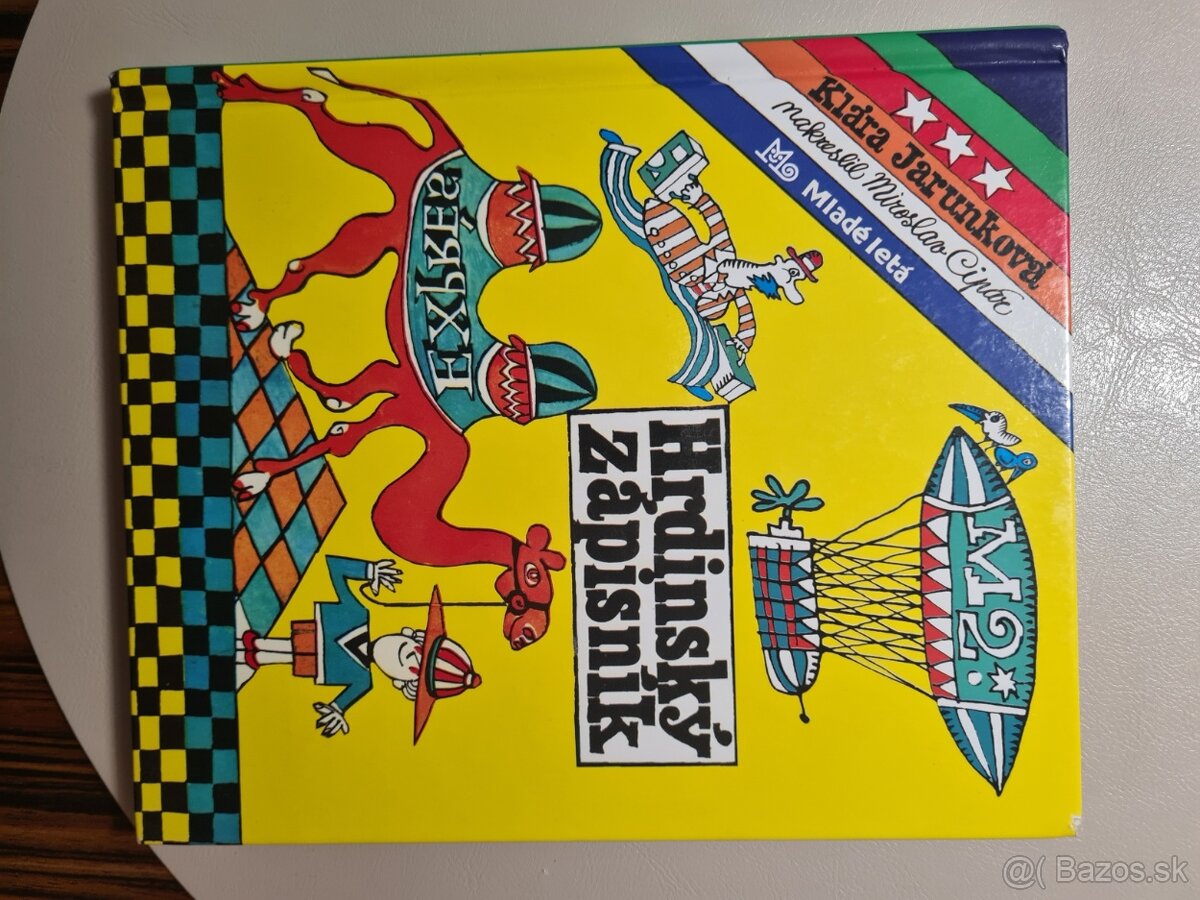 Klára Jarunková
nakreslil Miroslav Cipár
Mladé letá
M2:
Hrdinský
zápisník
EXPRES
@( Bazos.sk